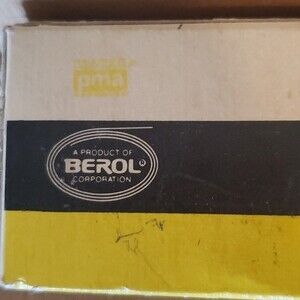 pma
A PRODUCT OF
BEROL®
CORPORATION